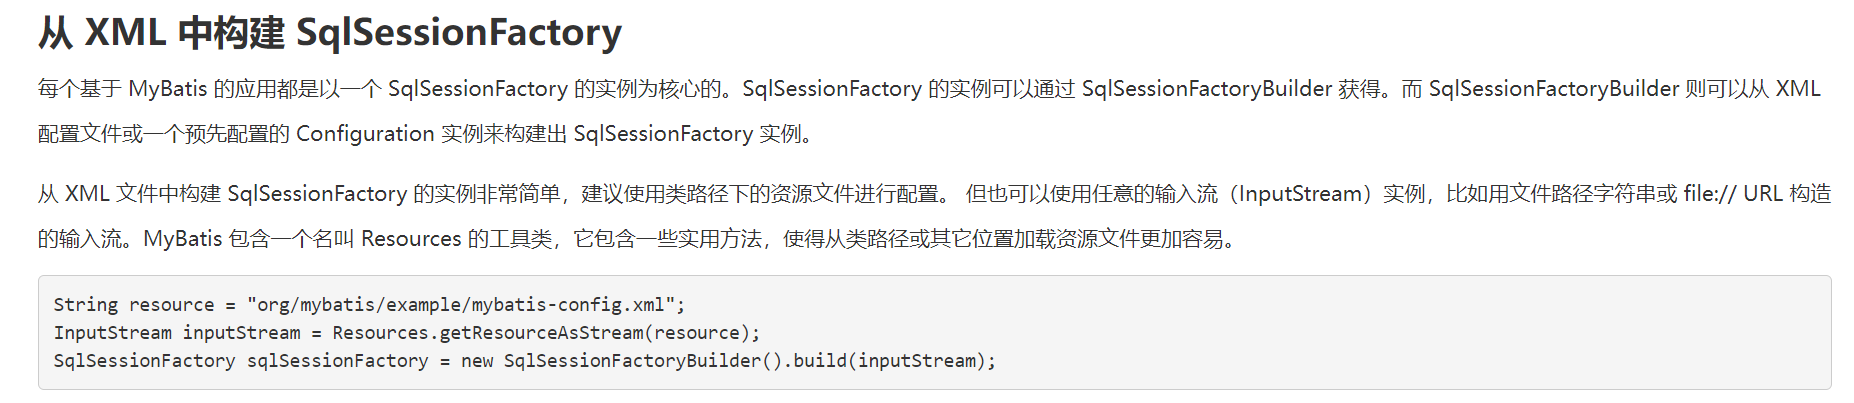 从 XML 中构建 SqlSessionFactory
每个基于 MyBatis 的应用都是以一个 SqlSessionFactory 的实例为核心的。SqlSessionFactory 的实例可以通过 SqlSessionFactoryBuilder 获得。而 SqlSessionFactoryBuilder 则可以从 XML
配置文件或一个预先配置的 Configuration 实例来构建出 SqlSessionFactory 实例。
从 XML 文件中构建 SqlSessionFactory 的实例非常简单，建议使用类路径下的资源文件进行配置。 但也可以使用任意的输入流（InputStream）实例，比如用文件路径字符串或 file:// URL 构造
的输入流。MyBatis 包含一个名叫 Resources 的工具类，它包含一些实用方法，使得从类路径或其它位置加载资源文件更加容易。
String resource = "org/mybatis/example/mybatis-config.xml";
InputStream inputStream = Resources.getResourceAsStream(resource);
SqlSessionFactory sqlSessionFactory = new SqlSessionFactoryBuilder().build(inputStream);